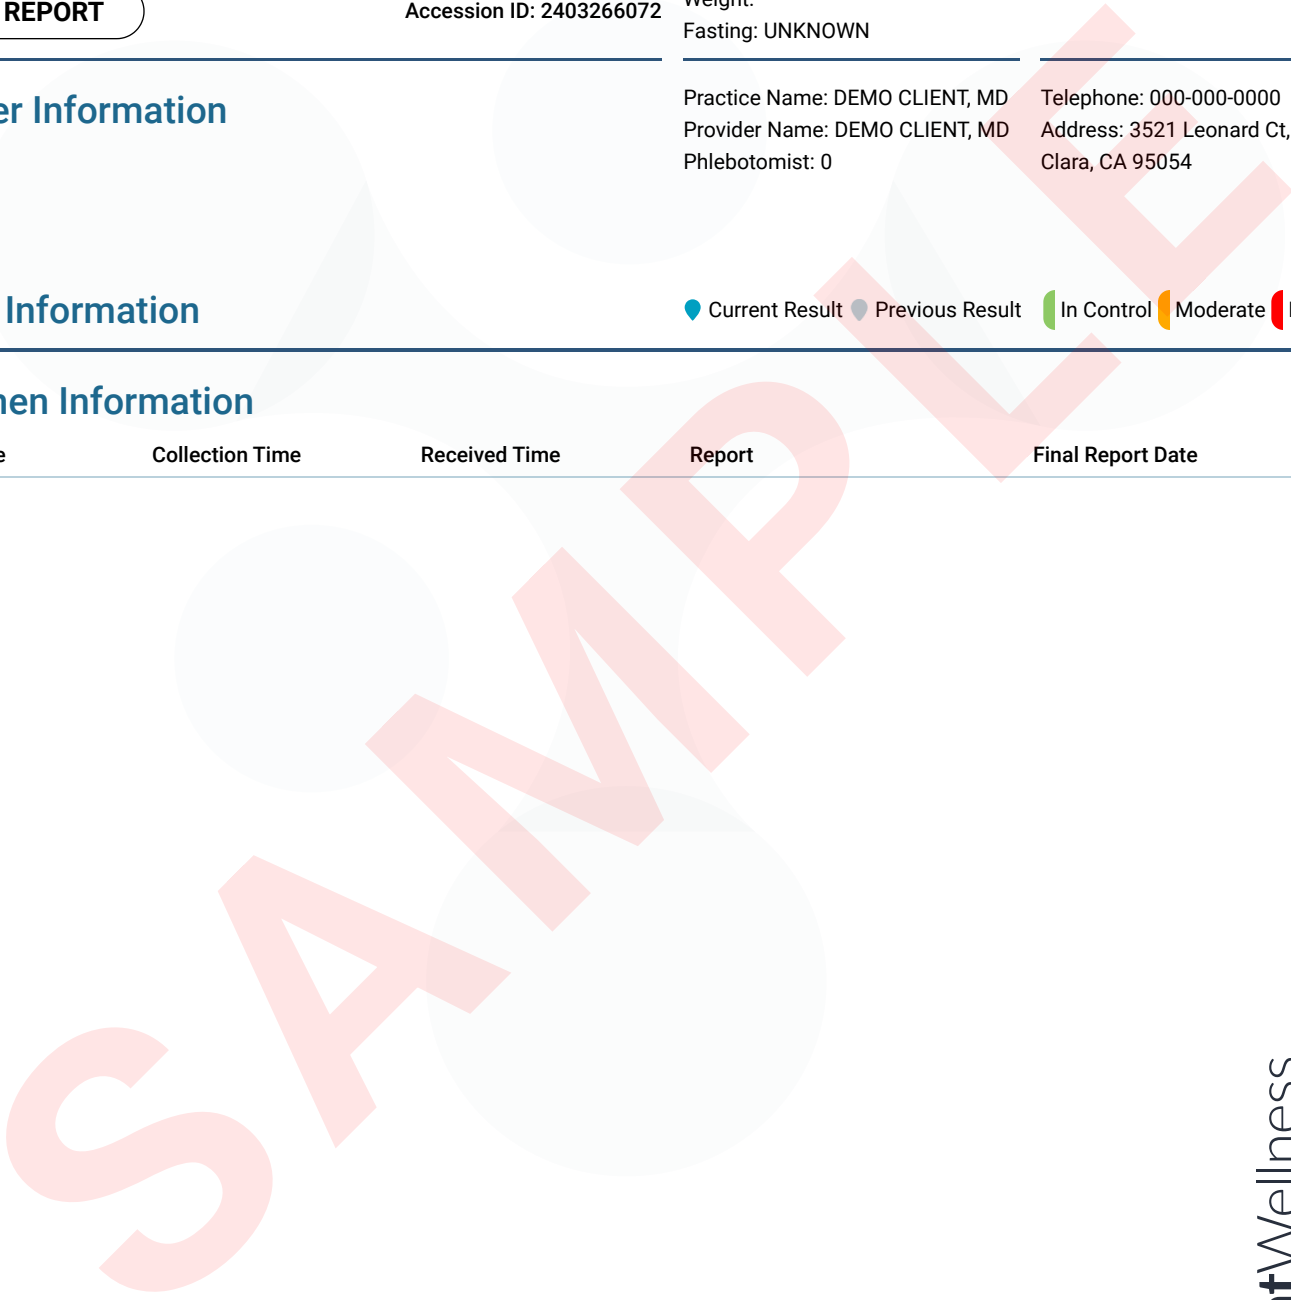 REPORT
Accession ID: 2403266072
Weight:
Fasting: UNKNOWN
er Information
Practice Name: DEMO CLIENT, MD
Provider Name: DEMO CLIENT, MD
Phlebotomist: 0
Telephone: 000-000-0000
Address: 3521 Leonard Ct,
Clara, CA 95054
Information
Current Result Previous Result In Control Moderate
men Information
Collection Time Received Time Report Final Report Date
SAMPLE
Wellness